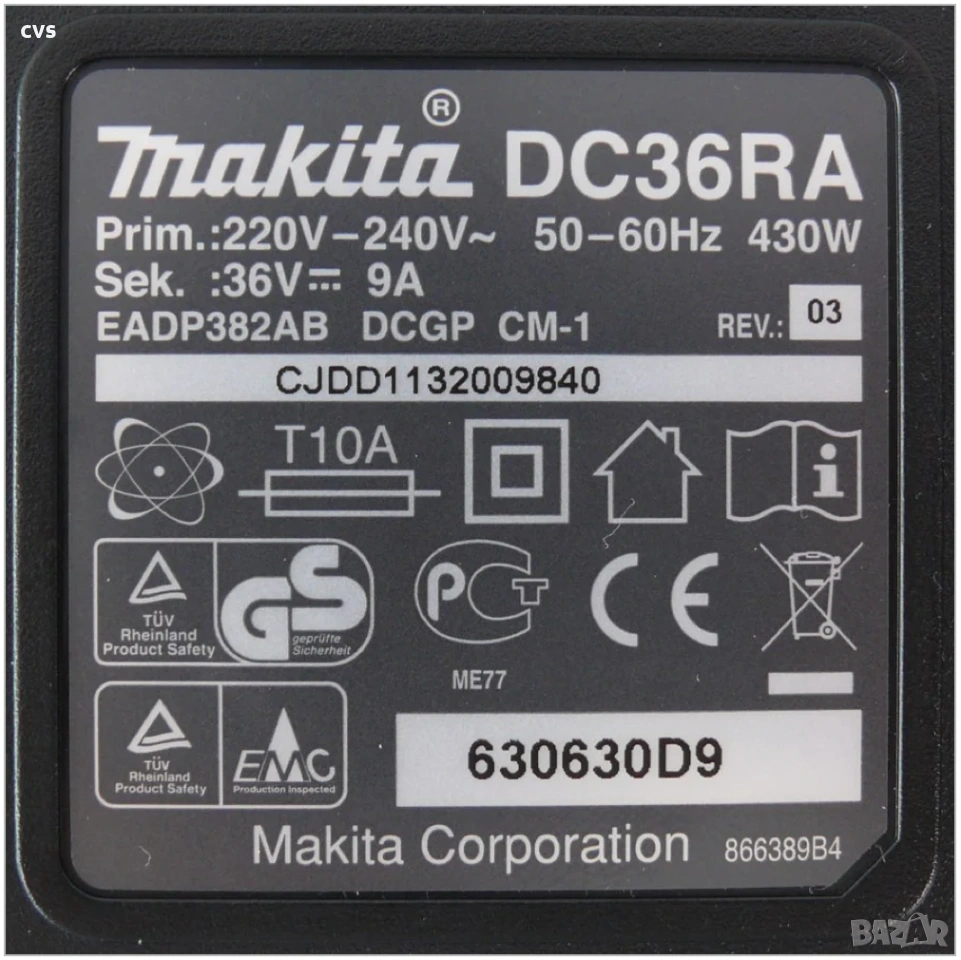 cvs
makita® DC36RA
Prim.:220V–240V~ 50–60Hz 430W
Sek. :36V⎓ 9A
EADP382AB DCGP CM-1 REV.: 03
CJDD1132009840
T10A
i
TÜV
Rheinland
Product Safety
GS
geprüfte
Sicherheit
PCT
CE
ME77
TÜV
Rheinland
Product Safety
EMC
Production Inspected
630630D9
Makita Corporation 866389B4
BAZAR